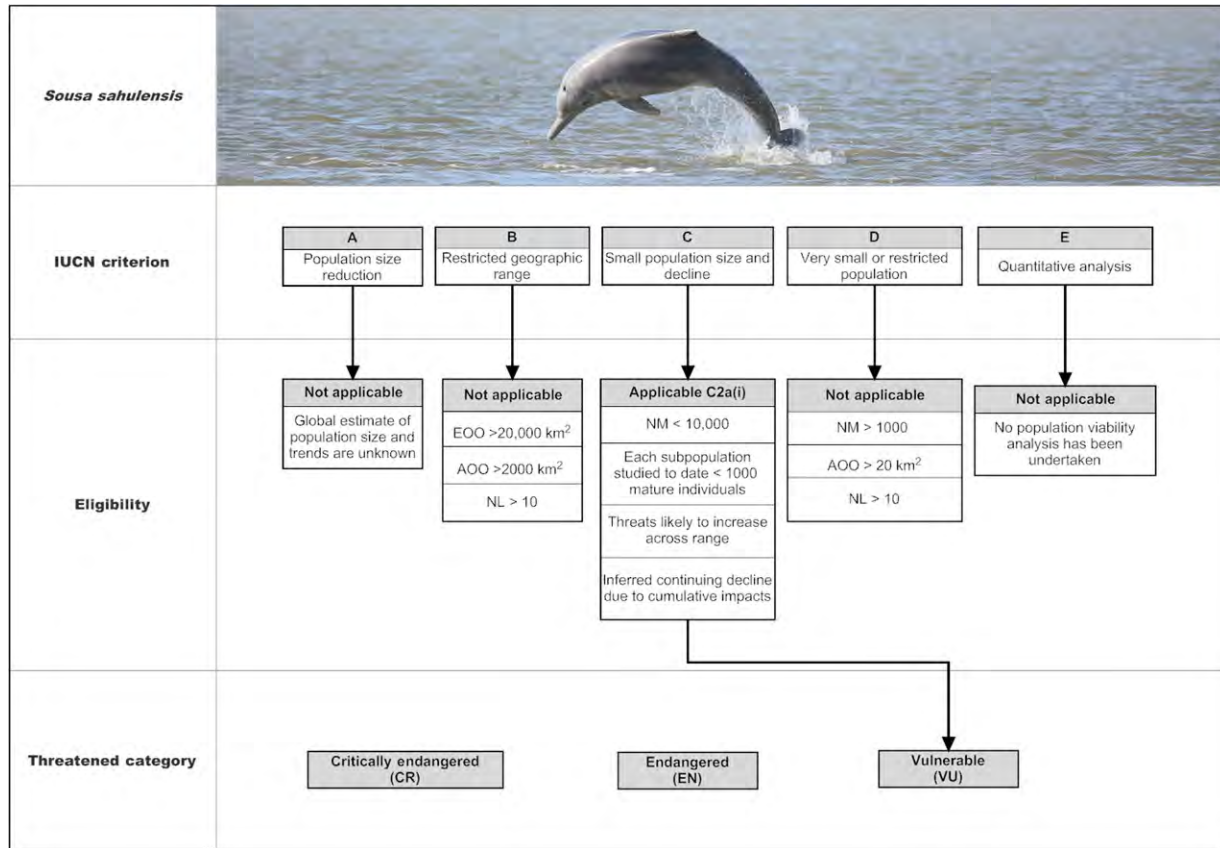 Sousa sahulensis
IUCN criterion
A
Population size
reduction
B
Restricted geographic
range
C
Small population size and
decline
D
Very small or restricted
population
E
Quantitative analysis
Eligibility
Not applicable
Global estimate of
population size and
trends are unknown
Not applicable
EOO >20,000 km²
AOO >2000 km²
NL > 10
Applicable C2a(i)
NM < 10,000
Each subpopulation
studied to date < 1000
mature individuals
Threats likely to increase
across range
Inferred continuing decline
due to cumulative impacts
Not applicable
NM > 1000
AOO > 20 km²
NL > 10
Not applicable
No population viability
analysis has been
undertaken
Threatened category
Critically endangered
(CR)
Endangered
(EN)
Vulnerable
(VU)